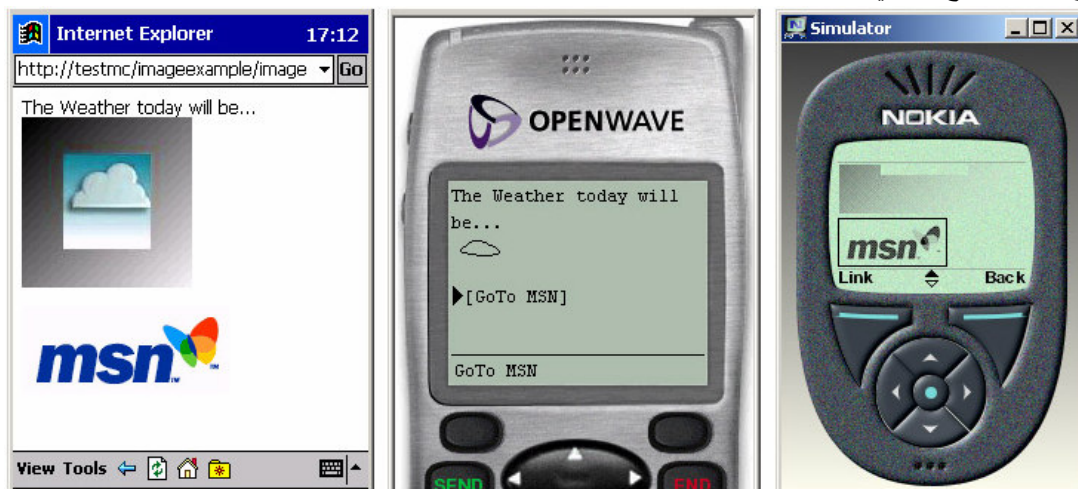 Internet Explorer 17:12
http://testmc/imageexample/image Go
The Weather today will be...
msn
View Tools
OPENWAVE
The Weather today will
be...
[GoTo MSN]
GoTo MSN
SEND END
Simulator
NOKIA
msn
Link Back